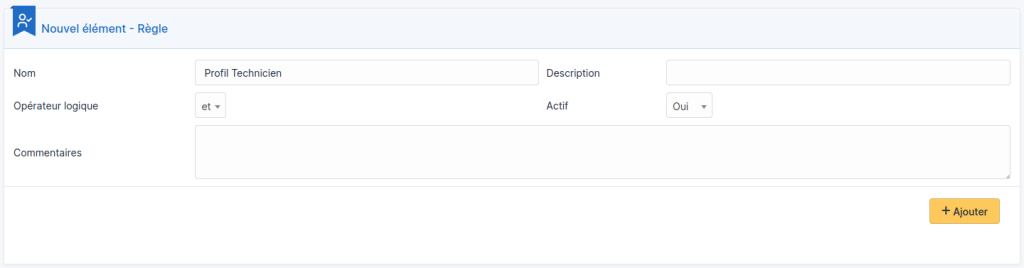 Nouvel élément - Règle
Nom Profil Technicien Description
Opérateur logique et Actif Oui
Commentaires
+ Ajouter